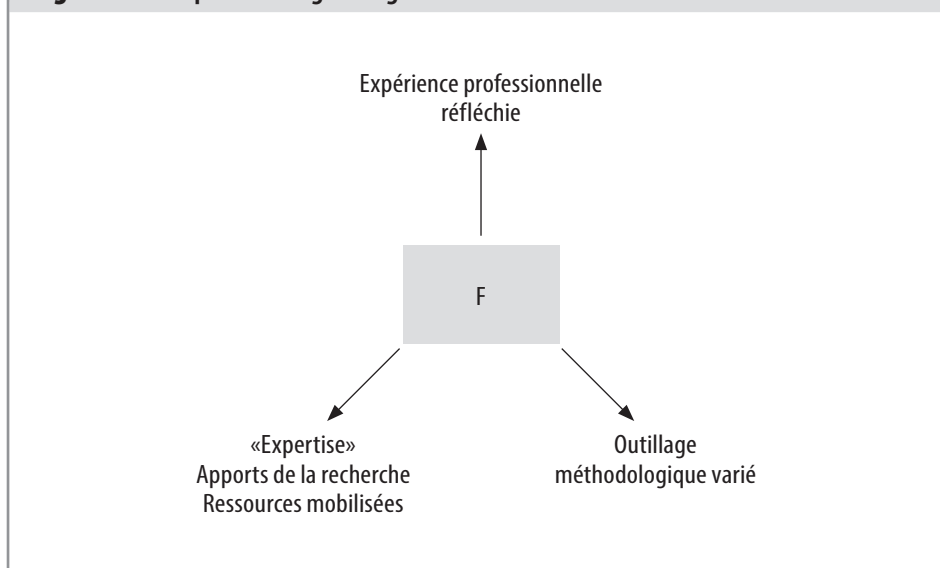 Expérience professionnelle
réfléchie
F
«Expertise»
Apports de la recherche
Ressources mobilisées
Outillage
méthodologique varié